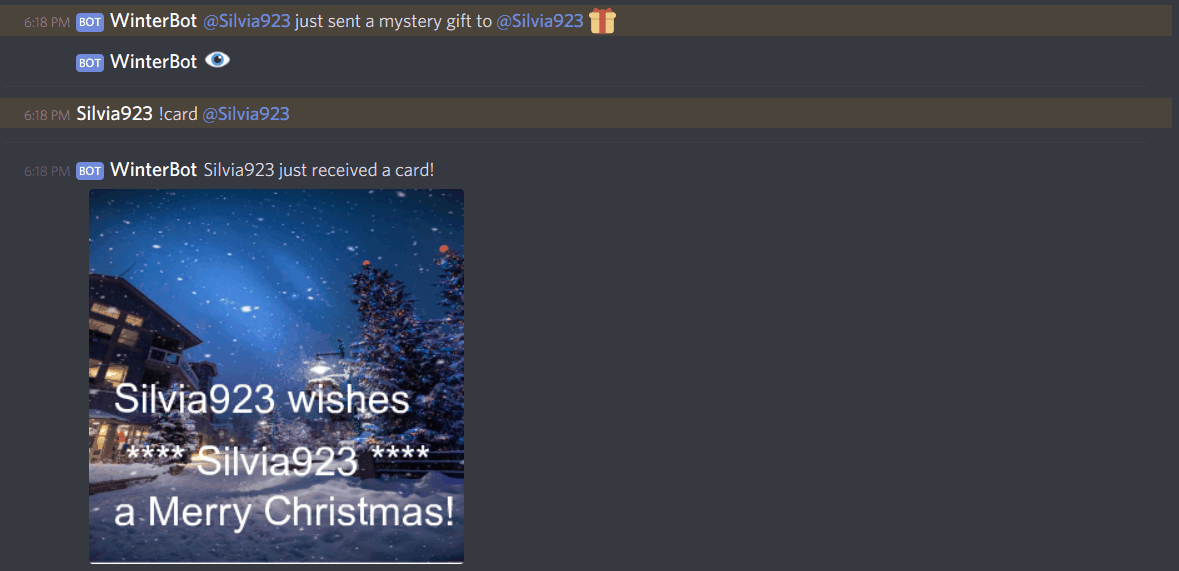 6:18 PM BOT WinterBot @Silvia923 just sent a mystery gift to @Silvia923
BOT WinterBot
6:18 PM Silvia923 !card @Silvia923
6:18 PM BOT WinterBot Silvia923 just received a card!
Silvia923 wishes
**** Silvia923 ****
a Merry Christmas!